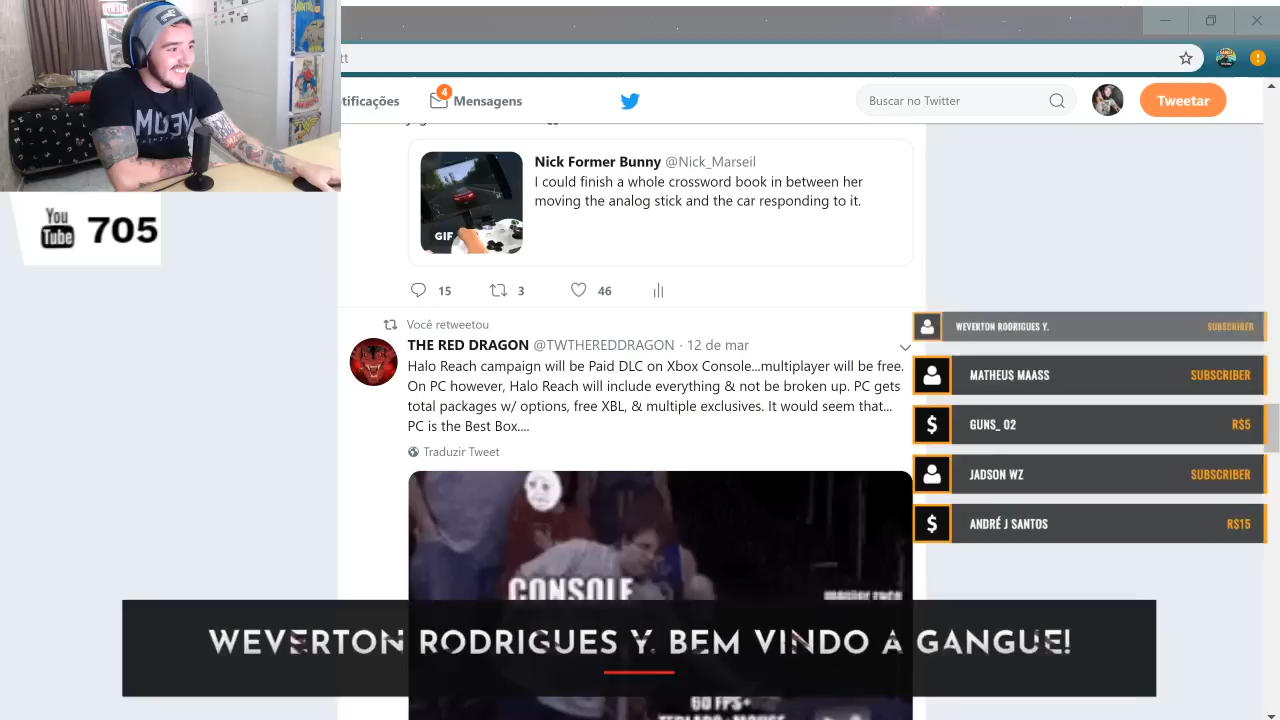 tt
tificações
4
Mensagens
Buscar no Twitter
Tweetar
Nick Former Bunny @Nick_Marseil
I could finish a whole crossword book in between her
moving the analog stick and the car responding to it.
GIF
15
3
46
You
Tube
705
Você retweetou
THE RED DRAGON @TWTHEREDDRAGON · 12 de mar
Halo Reach campaign will be Paid DLC on Xbox Console...multiplayer will be free.
On PC however, Halo Reach will include everything & not be broken up. PC gets
total packages w/ options, free XBL, & multiple exclusives. It would seem that...
PC is the Best Box....
Traduzir Tweet
WEVERTON RODRIGUES Y. SUBSCRIBER
MATHEUS MAASS SUBSCRIBER
$ GUNS_ 02 R$5
JADSON WZ SUBSCRIBER
$ ANDRÉ J SANTOS R$15
CONSOLE
WEVERTON RODRIGUES Y. BEM VINDO A GANGUE!
60 FPS+